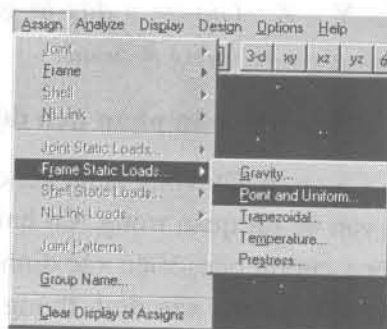 Assign Analyze Display Design Options Help
3-d xy xz yz
Joint
Frame
Shell
NLLink
Joint Static Loads...
Frame Static Loads...
Shell Static Loads...
NLLink Loads...
Joint Patterns...
Group Name...
Clear Display of Assigns
Gravity...
Point and Uniform...
Trapezoidal...
Temperature...
Prestress...